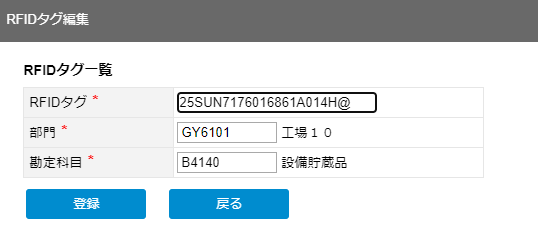 RFIDタグ編集
RFIDタグ一覧
RFIDタグ * 25SUN7176016861A014H@
部門 * GY6101 工場１０
勘定科目 * B4140 設備貯蔵品
登録 戻る